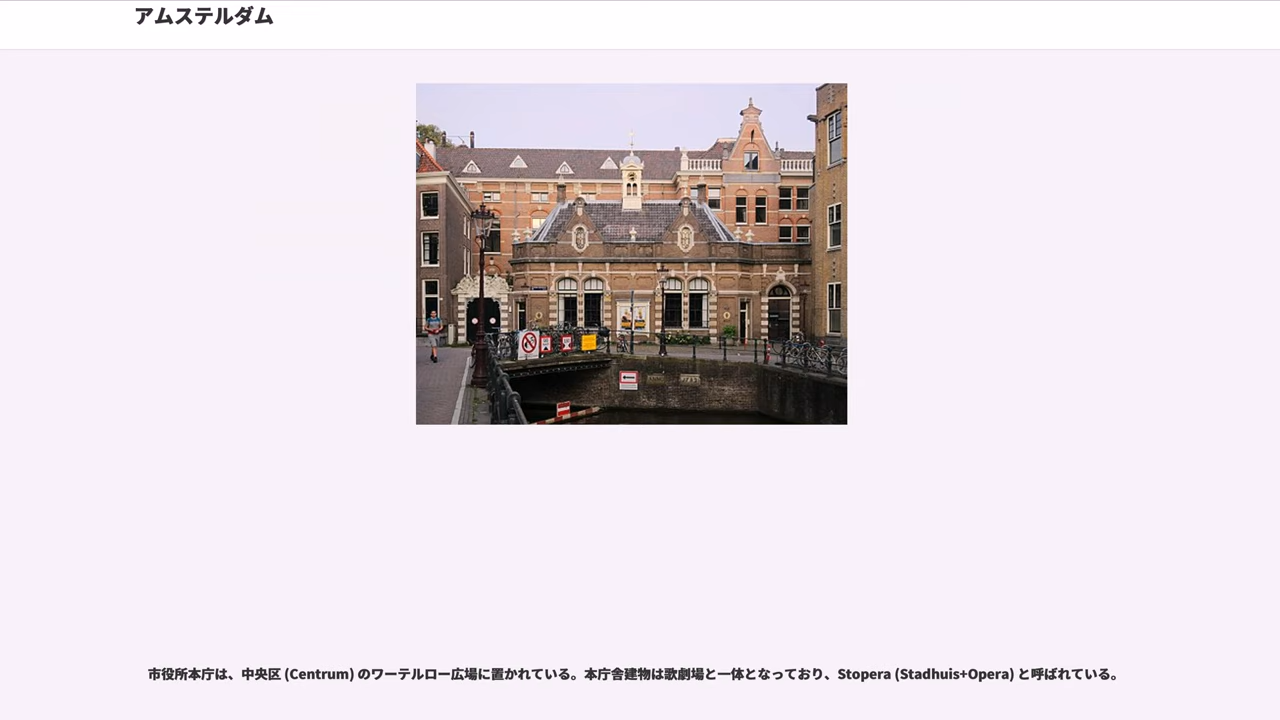 アムステルダム
市役所本庁は、中央区 (Centrum) のワーテルロー広場に置かれている。本庁舎建物は歌劇場と一体となっており、Stopera (Stadhuis+Opera) と呼ばれている。